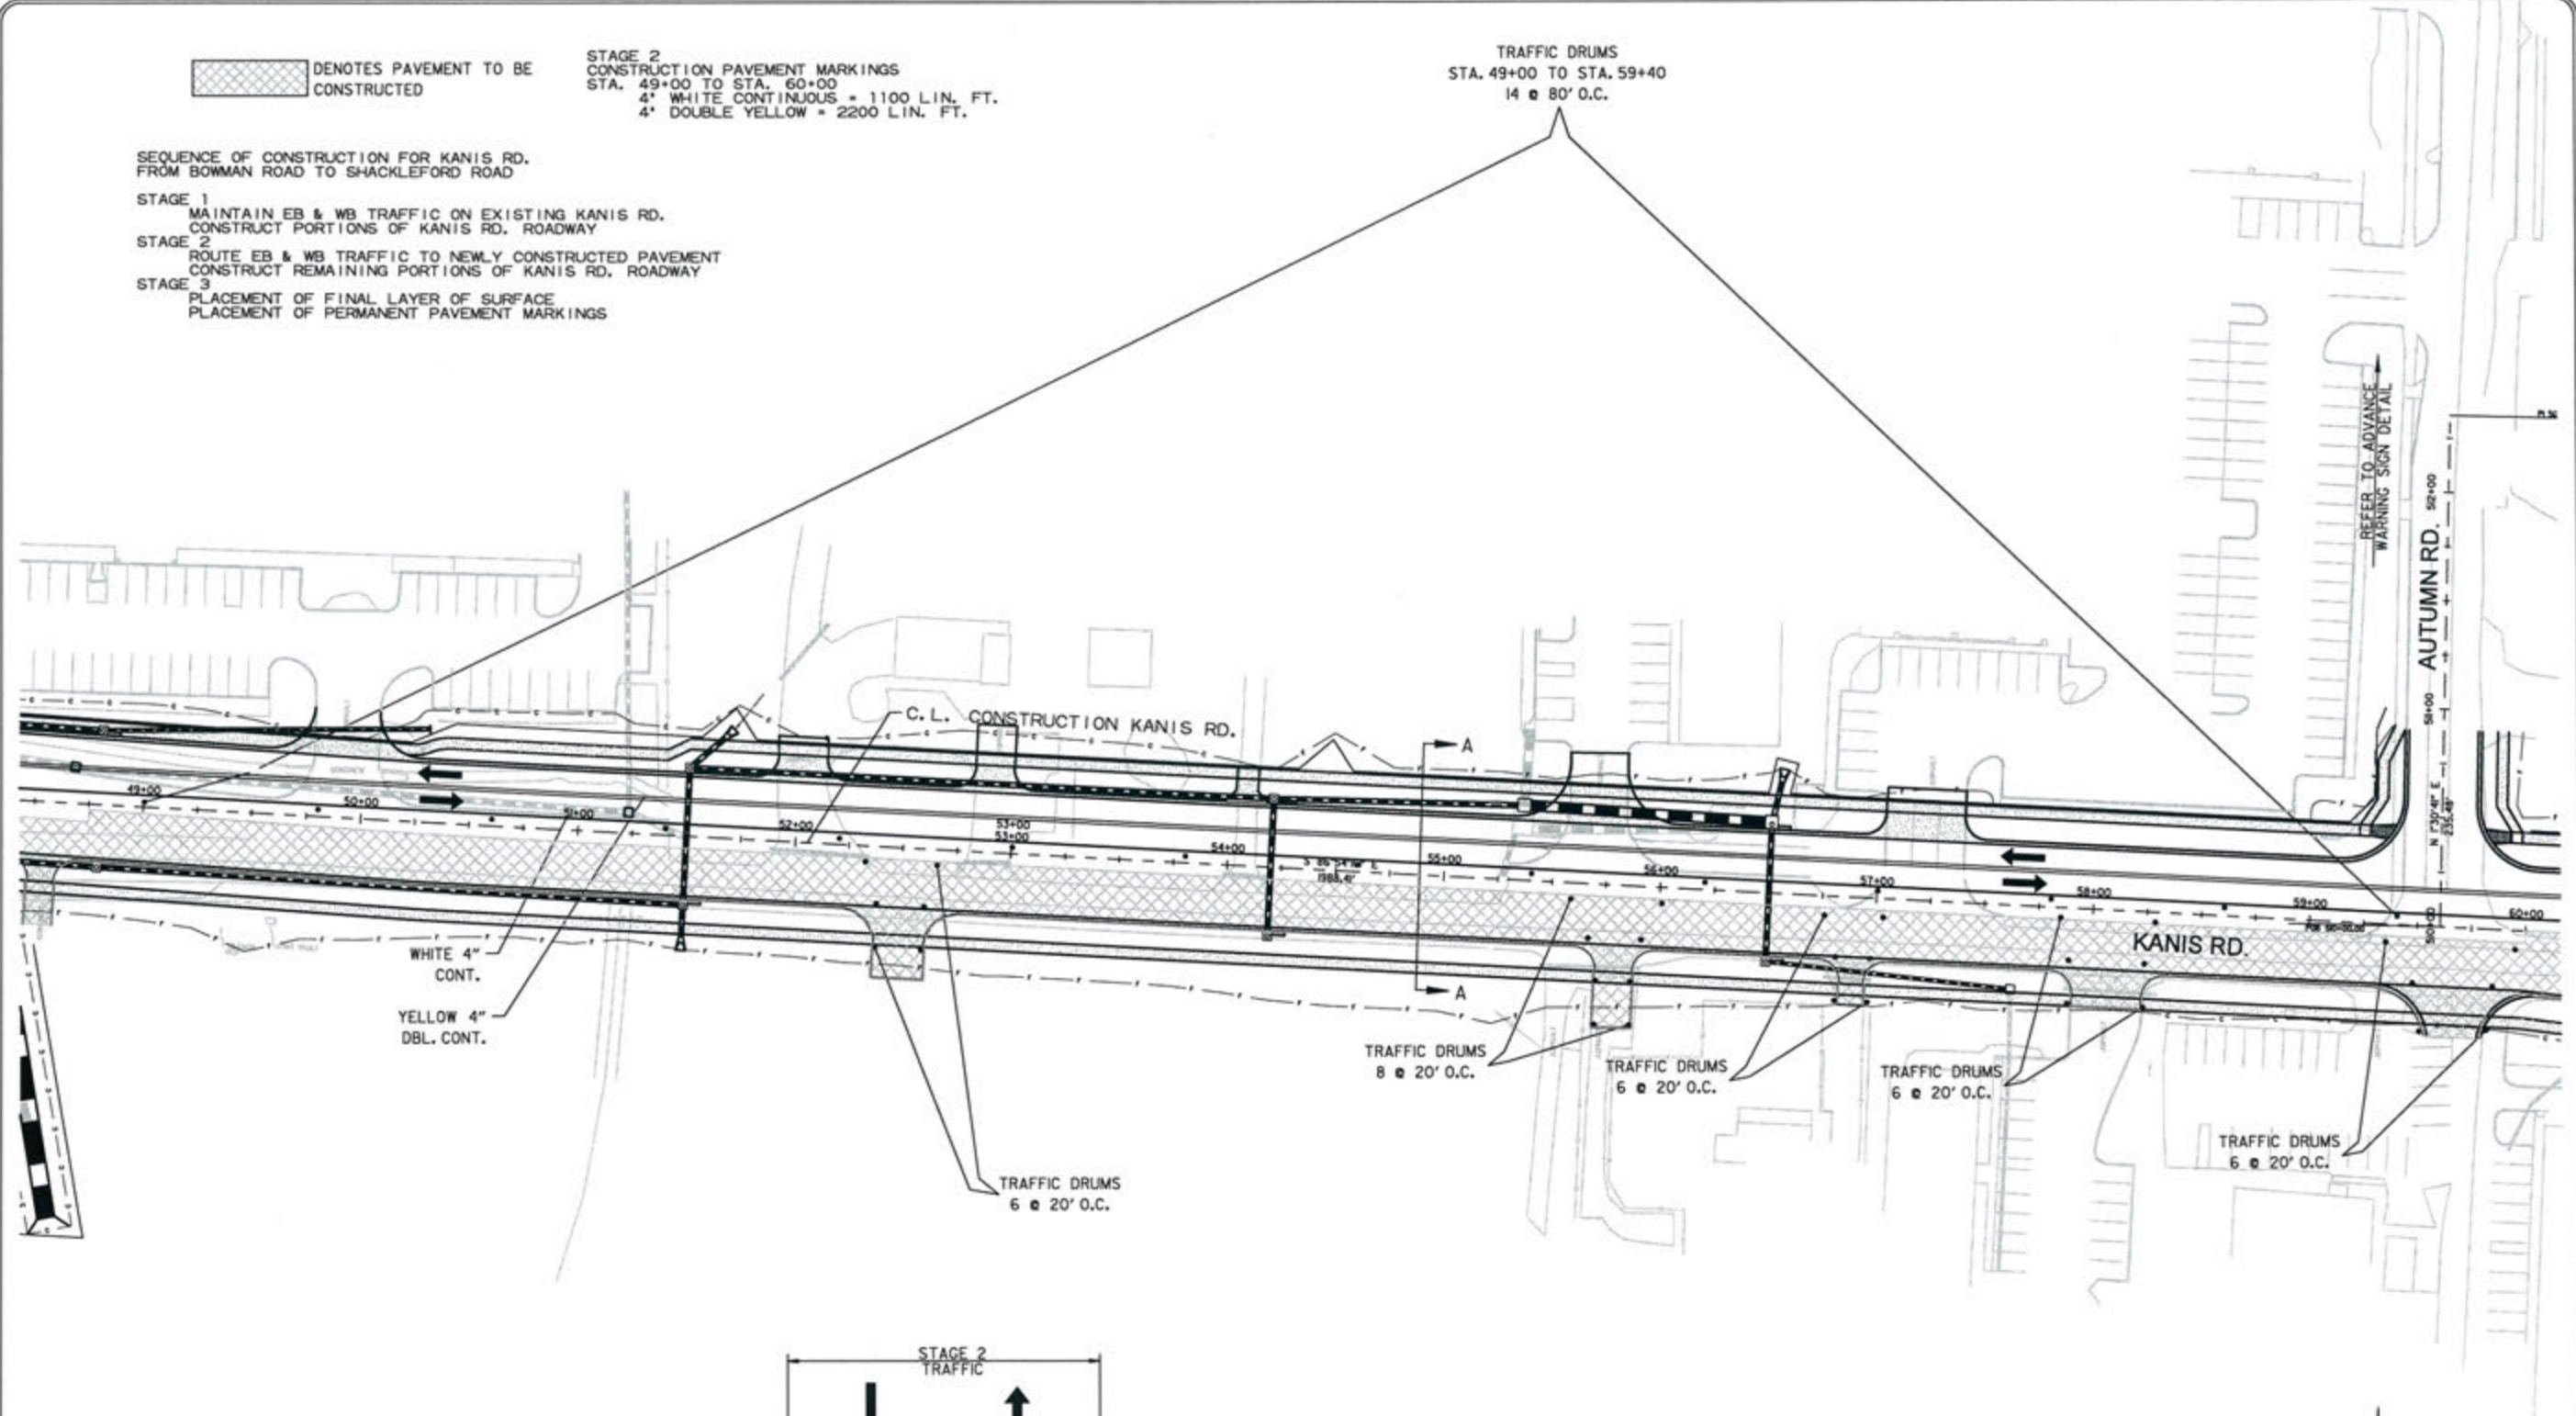 DENOTES PAVEMENT TO BE
CONSTRUCTED
STAGE 2
CONSTRUCTION PAVEMENT MARKINGS
STA. 49+00 TO STA. 60+00
4" WHITE CONTINUOUS = 1100 LIN. FT.
4" DOUBLE YELLOW = 2200 LIN. FT.
TRAFFIC DRUMS
STA. 49+00 TO STA. 59+40
14 @ 80' O.C.
SEQUENCE OF CONSTRUCTION FOR KANIS RD.
FROM BOWMAN ROAD TO SHACKLEFORD ROAD
STAGE 1
MAINTAIN EB & WB TRAFFIC ON EXISTING KANIS RD.
CONSTRUCT PORTIONS OF KANIS RD. ROADWAY
STAGE 2
ROUTE EB & WB TRAFFIC TO NEWLY CONSTRUCTED PAVEMENT
CONSTRUCT REMAINING PORTIONS OF KANIS RD. ROADWAY
STAGE 3
PLACEMENT OF FINAL LAYER OF SURFACE
PLACEMENT OF PERMANENT PAVEMENT MARKINGS
REFER TO ADVANCE
WARNING SIGN DETAIL
AUTUMN RD.
512+00
N 1°30'41" E
C.L. CONSTRUCTION KANIS RD.
A
49+00
50+00
51+00
52+00
53+00
53+00
54+00
55+00
56+00
57+00
58+00
59+00
60+00
1988.41'
KANIS RD.
A
WHITE 4"
CONT.
YELLOW 4"
DBL. CONT.
TRAFFIC DRUMS
8 @ 20' O.C.
TRAFFIC DRUMS
6 @ 20' O.C.
TRAFFIC DRUMS
6 @ 20' O.C.
TRAFFIC DRUMS
6 @ 20' O.C.
TRAFFIC DRUMS
6 @ 20' O.C.
STAGE 2
TRAFFIC